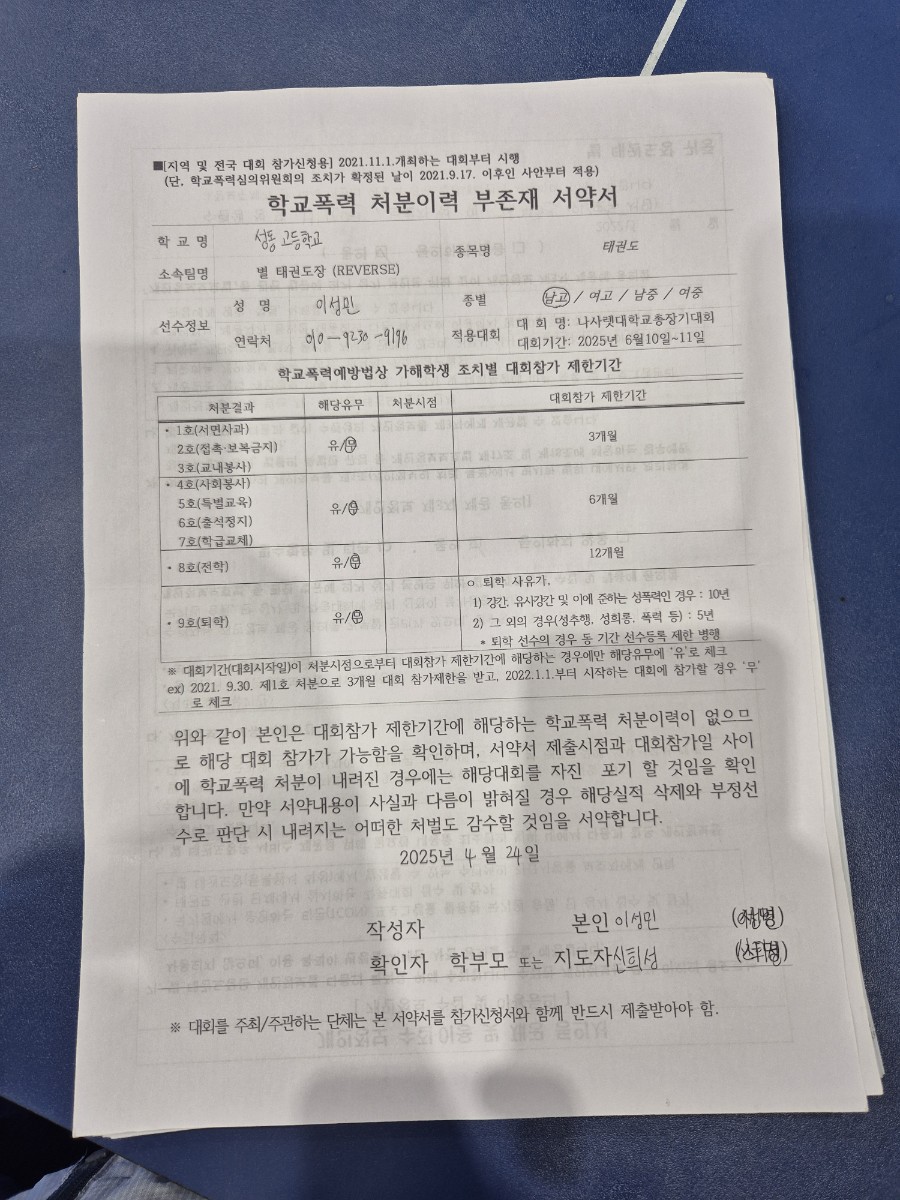 ■[지역 및 전국 대회 참가신청용] 2021.11.1.개최하는 대회부터 시행
(단, 학교폭력심의위원회의 조치가 확정된 날이 2021.9.17. 이후인 사안부터 적용)
학교폭력 처분이력 부존재 서약서
학 교 명 성동 고등학교 종목명 태권도
소속팀명 별 태권도장 (REVERSE)
선수정보 성 명 이성민 종별 남고 / 여고 / 남중 / 여중
연락처 010-9230-9196 적용대회 대 회 명: 나사렛대학교총장기대회
대회기간: 2025년 6월10일~11일
학교폭력예방법상 가해학생 조치별 대회참가 제한기간
처분결과 해당유무 처분시점 대회참가 제한기간
• 1호(서면사과)
2호(접촉·보복금지) 유/무 3개월
3호(교내봉사)
• 4호(사회봉사)
5호(특별교육) 유/무 6개월
6호(출석정지)
7호(학급교체)
• 8호(전학) 유/무 12개월
• 9호(퇴학) 유/무 ㅇ 퇴학 사유가,
1) 강간, 유사강간 및 이에 준하는 성폭력인 경우 : 10년
2) 그 외의 경우(성추행, 성희롱, 폭력 등) : 5년
* 퇴학 선수의 경우 동 기간 선수등록 제한 병행
※ 대회기간(대회시작일)이 처분시점으로부터 대회참가 제한기간에 해당하는 경우에만 해당유무에 '유'로 체크
ex) 2021. 9.30. 제1호 처분으로 3개월 대회 참가제한을 받고, 2022.1.1.부터 시작하는 대회에 참가할 경우 '무'
로 체크
위와 같이 본인은 대회참가 제한기간에 해당하는 학교폭력 처분이력이 없으므
로 해당 대회 참가가 가능함을 확인하며, 서약서 제출시점과 대회참가일 사이
에 학교폭력 처분이 내려진 경우에는 해당대회를 자진 포기 할 것임을 확인
합니다. 만약 서약내용이 사실과 다름이 밝혀질 경우 해당실적 삭제와 부정선
수로 판단 시 내려지는 어떠한 처벌도 감수할 것임을 서약합니다.
2025년 4월 24일
작성자 본인 이성민 (서명)
확인자 학부모 또는 지도자 신희섭 (서명)
※ 대회를 주최/주관하는 단체는 본 서약서를 참가신청서와 함께 반드시 제출받아야 함.